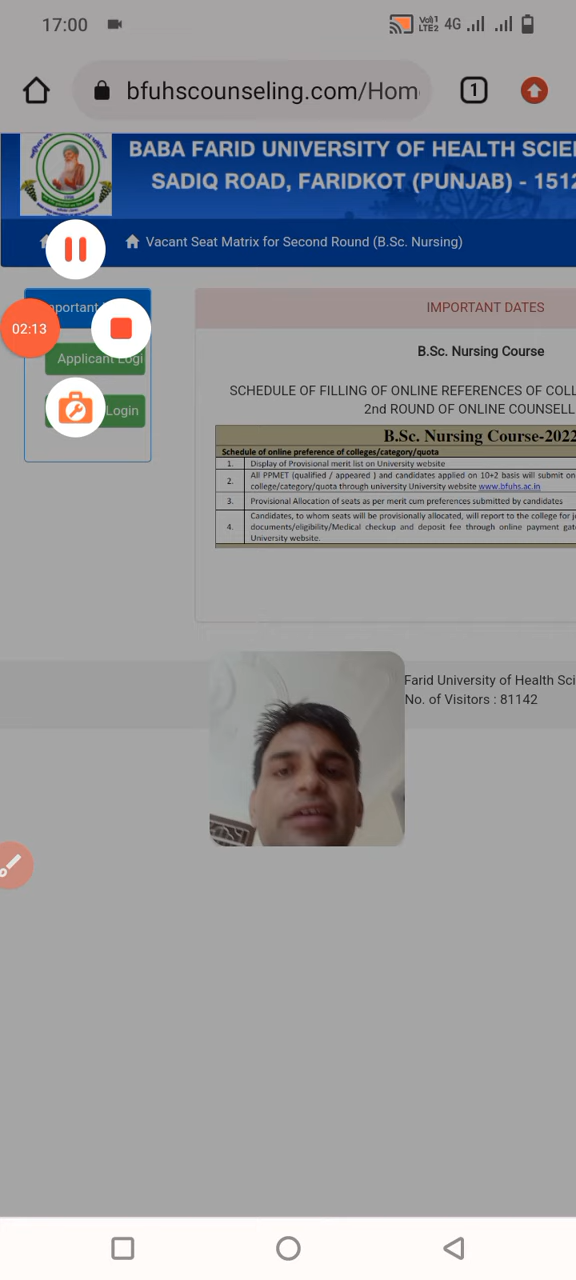 17:00
Vo)) 1
LTE2
4G
bfuhscounseling.com/Hom
1
BABA FARID UNIVERSITY OF HEALTH SCIE
SADIQ ROAD, FARIDKOT (PUNJAB) - 1512
Vacant Seat Matrix for Second Round (B.Sc. Nursing)
02:13
Applicant Logi
Login
IMPORTANT DATES
B.Sc. Nursing Course
SCHEDULE OF FILLING OF ONLINE REFERENCES OF COLL
2nd ROUND OF ONLINE COUNSELL
B.Sc. Nursing Course-2022
Schedule of online preference of colleges/category/quota
1. Display of Provisional merit list on University website
2. All PPMET (qualified / appeared ) and candidates applied on 10+2 basis will submit on
college/category/quota through university University website www.bfuhs.ac.in
3. Provisional Allocation of seats as per merit cum preferences submitted by candidates
4. Candidates, to whom seats will be provisionally allocated, will report to the college for j
documents/eligibility/Medical checkup and deposit fee through online payment gat
University website.
Farid University of Health Sci
No. of Visitors : 81142